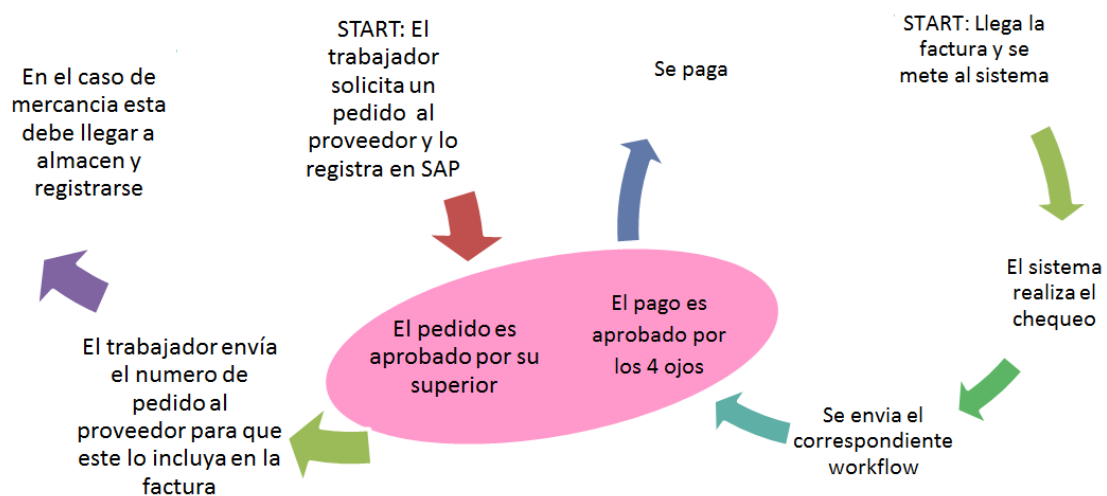 START: El
trabajador
solicita un
pedido al
proveedor y lo
registra en SAP
El pedido es
aprobado por su
superior
El trabajador envía
el numero de
pedido al
proveedor para que
este lo incluya en la
factura
En el caso de
mercancia esta
debe llegar a
almacen y
registrarse
START: Llega la
factura y se
mete al sistema
El sistema
realiza el
chequeo
Se envia el
correspondiente
workflow
El pago es
aprobado por
los 4 ojos
Se paga